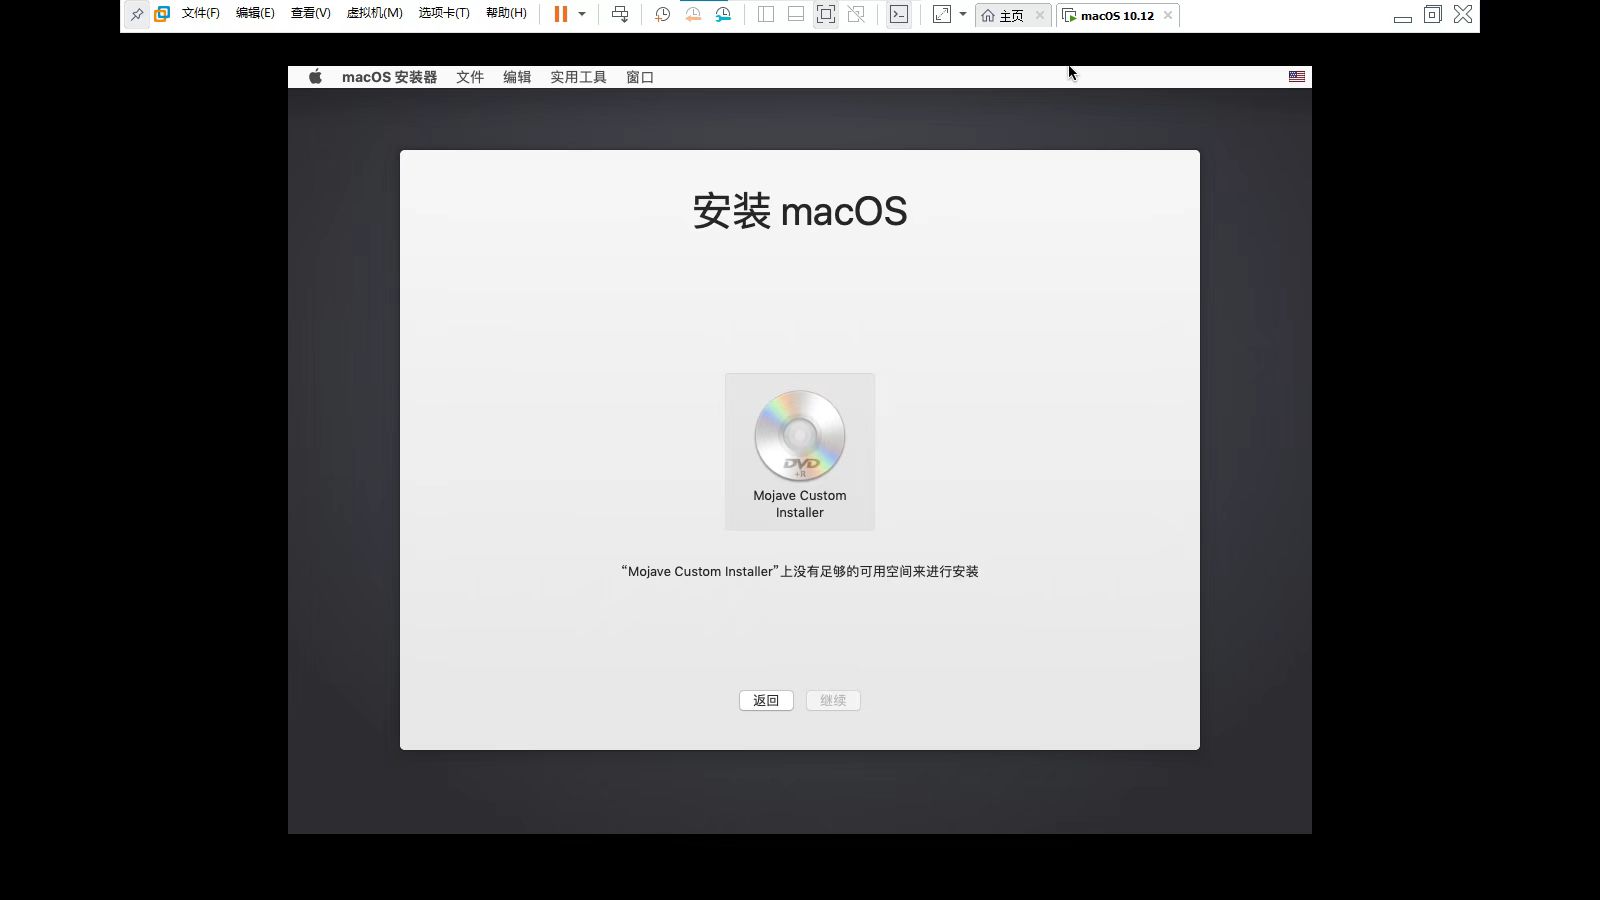 文件(F) 编辑(E) 查看(V) 虚拟机(M) 选项卡(T) 帮助(H) 主页 macOS 10.12
macOS 安装器 文件 编辑 实用工具 窗口
安装 macOS
DVD
+R
Mojave Custom
Installer
“Mojave Custom Installer”上没有足够的可用空间来进行安装
返回 继续